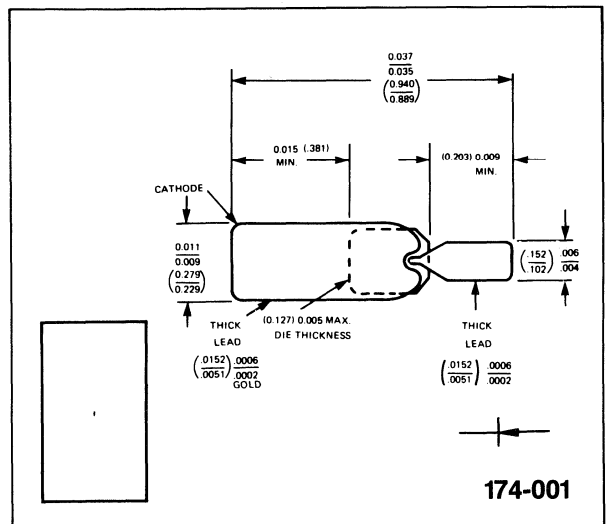 0.037
0.035
(0.940
0.889)
0.015 (.381)
MIN.
(0.203) 0.009
MIN.
CATHODE
0.011
0.009
(0.279
0.229)
(.152
.102) .006
.004
THICK
LEAD
(.0152
.0051) .0006
.0002
GOLD
(0.127) 0.005 MAX.
DIE THICKNESS
THICK
LEAD
(.0152
.0051) .0006
.0002
174-001